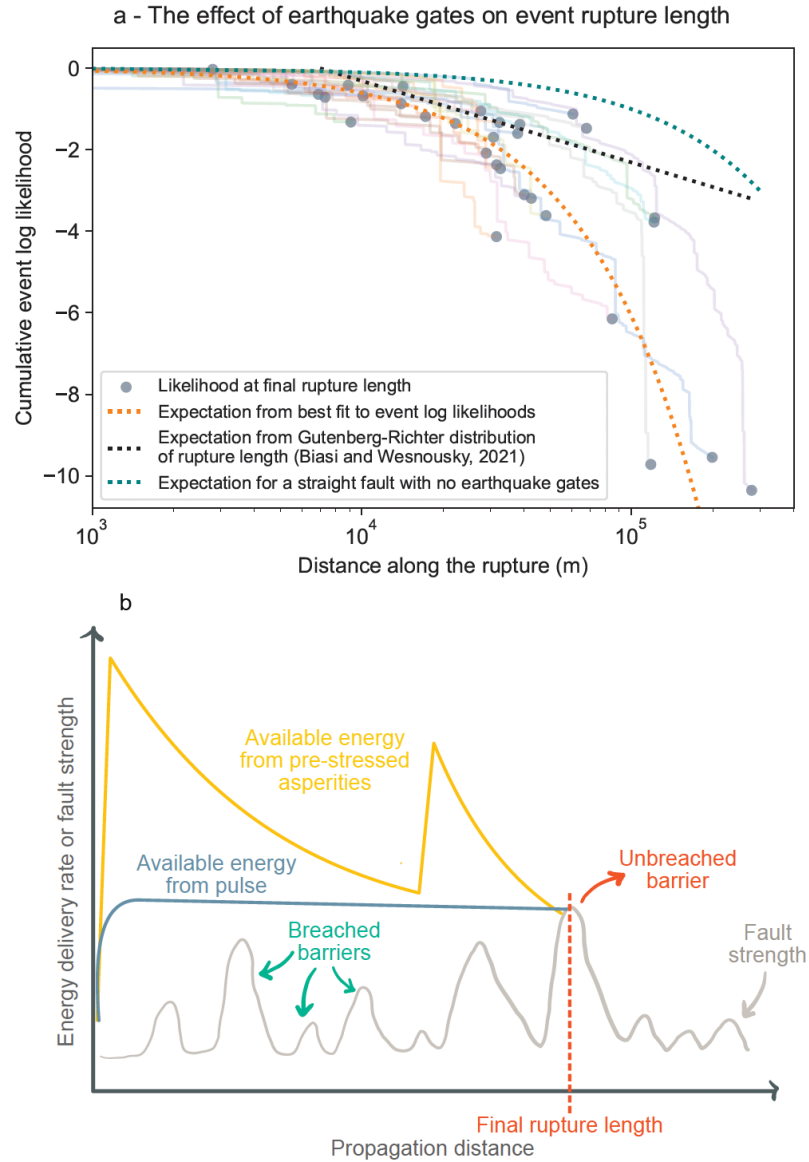 a - The effect of earthquake gates on event rupture length
Cumulative event log likelihood
0
−2
−4
−6
−8
−10
Likelihood at final rupture length
Expectation from best fit to event log likelihoods
Expectation from Gutenberg-Richter distribution
of rupture length (Biasi and Wesnousky, 2021)
Expectation for a straight fault with no earthquake gates
10³
10⁴
10⁵
Distance along the rupture (m)
b
Energy delivery rate or fault strength
Available energy
from pre-stressed
asperities
Available energy
from pulse
Unbreached
barrier
Breached
barriers
Fault
strength
Final rupture length
Propagation distance